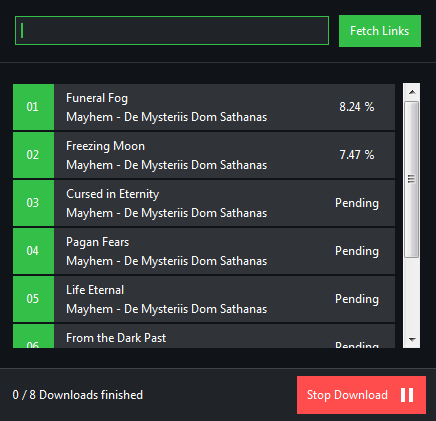 Fetch Links
01
Funeral Fog
Mayhem - De Mysteriis Dom Sathanas
8.24 %
02
Freezing Moon
Mayhem - De Mysteriis Dom Sathanas
7.47 %
03
Cursed in Eternity
Mayhem - De Mysteriis Dom Sathanas
Pending
04
Pagan Fears
Mayhem - De Mysteriis Dom Sathanas
Pending
05
Life Eternal
Mayhem - De Mysteriis Dom Sathanas
Pending
06
From the Dark Past
0 / 8 Downloads finished
Stop Download